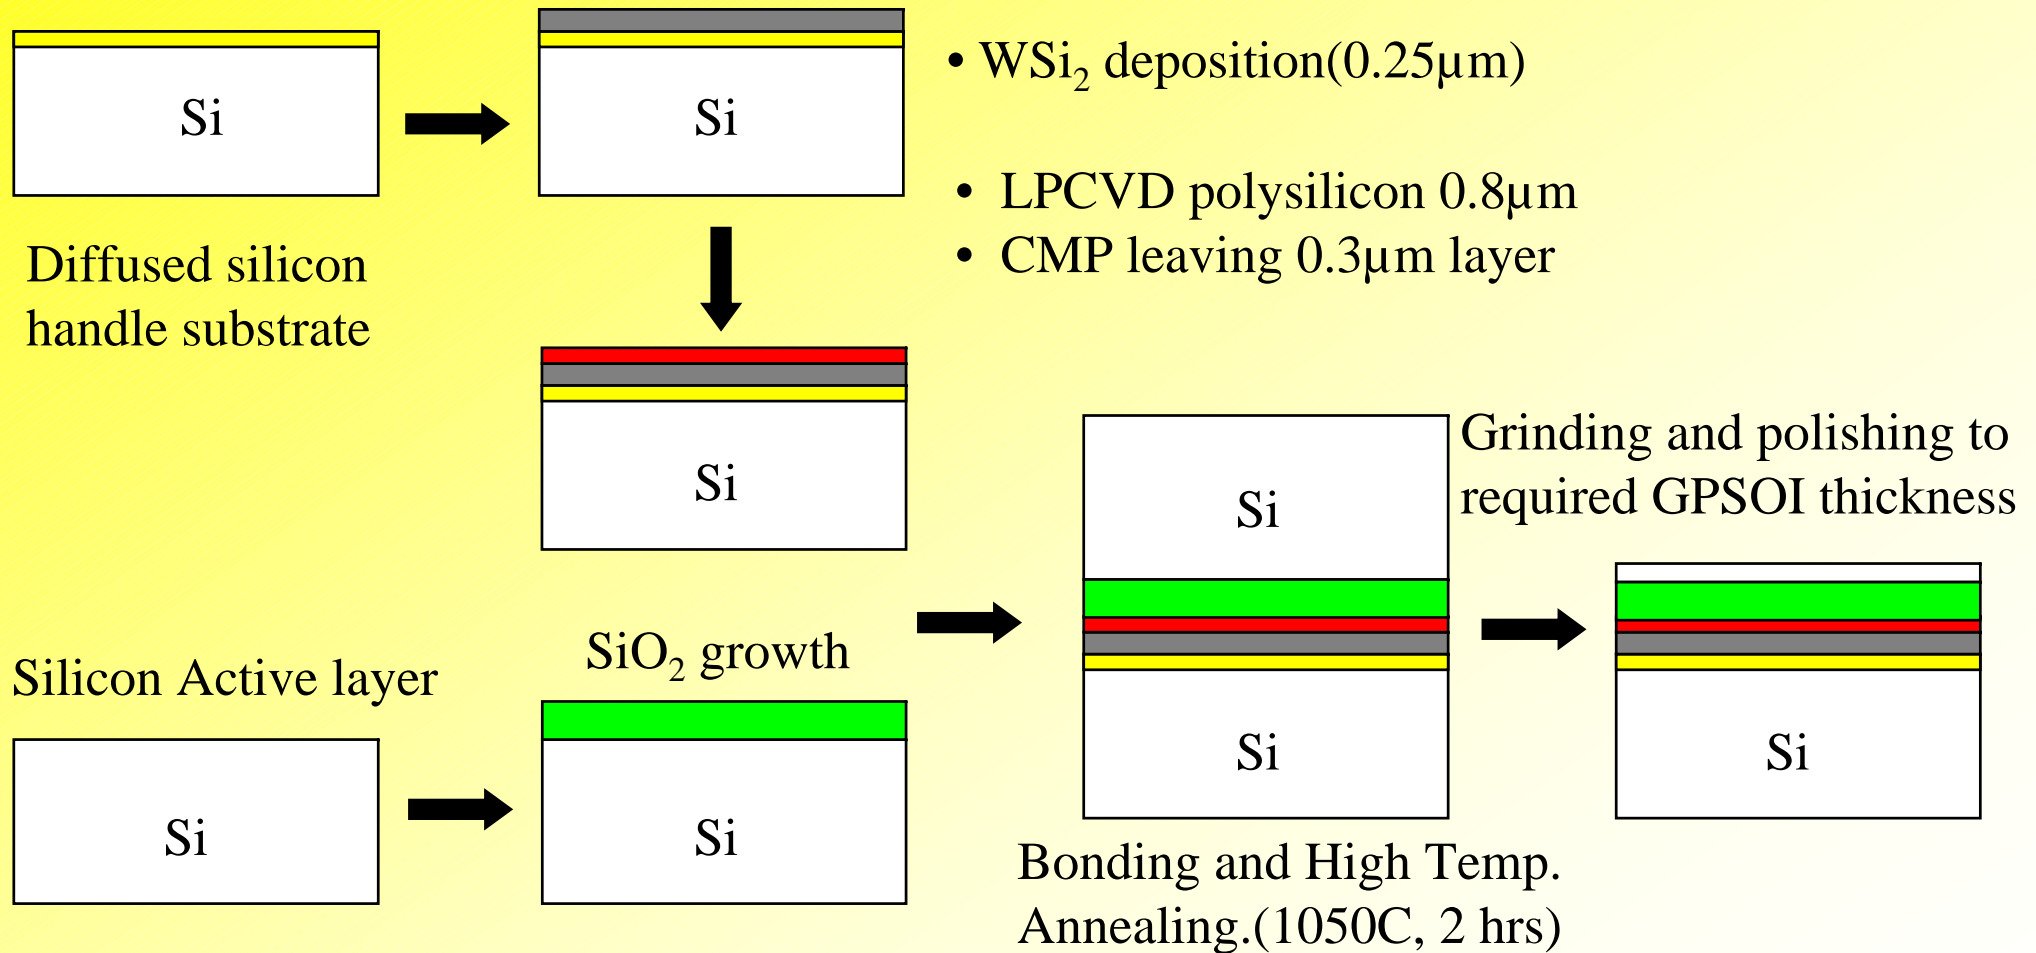 Si
Si
• WSi₂ deposition(0.25µm)
• LPCVD polysilicon 0.8µm
• CMP leaving 0.3µm layer
Diffused silicon
handle substrate
Si
Si
Grinding and polishing to
required GPSOI thickness
Silicon Active layer
SiO₂ growth
Si
Si
Si
Si
Bonding and High Temp.
Annealing.(1050C, 2 hrs)